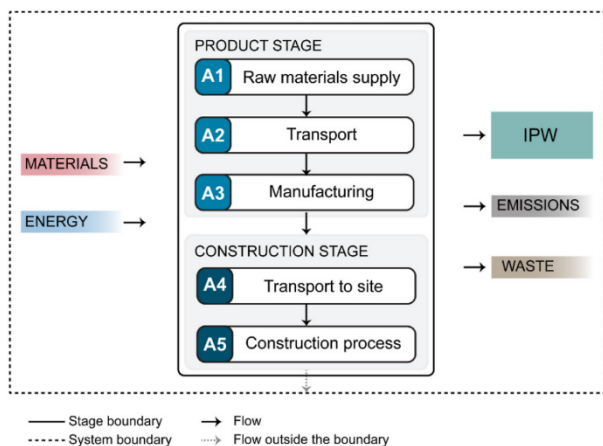 PRODUCT STAGE
A1 Raw materials supply
A2 Transport
A3 Manufacturing
MATERIALS
ENERGY
CONSTRUCTION STAGE
A4 Transport to site
A5 Construction process
IPW
EMISSIONS
WASTE
Stage boundary
Flow
System boundary
Flow outside the boundary